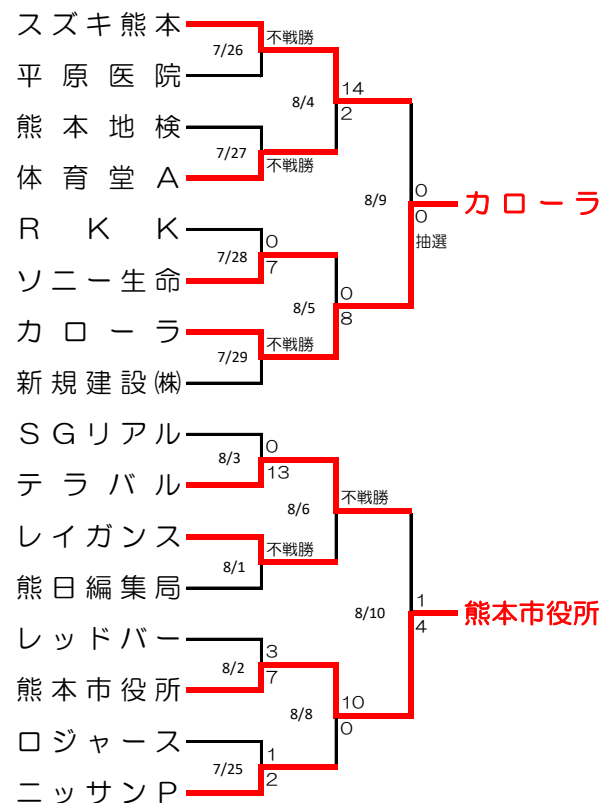 スズキ熊本
不戦勝
7/26
平原医院
14
8/4
2
熊本地検
7/27
不戦勝
体育堂A
0
カローラ
8/9
0
抽選
RKK
0
7/28
7
ソニー生命
0
8/5
8
カローラ
不戦勝
7/29
新規建設㈱
SGリアル
0
8/3
13
テラバル
不戦勝
8/6
レイガンス
不戦勝
8/1
熊日編集局
1
熊本市役所
8/10
4
レッドバー
3
8/2
7
熊本市役所
10
8/8
0
ロジャース
1
7/25
2
ニッサンP